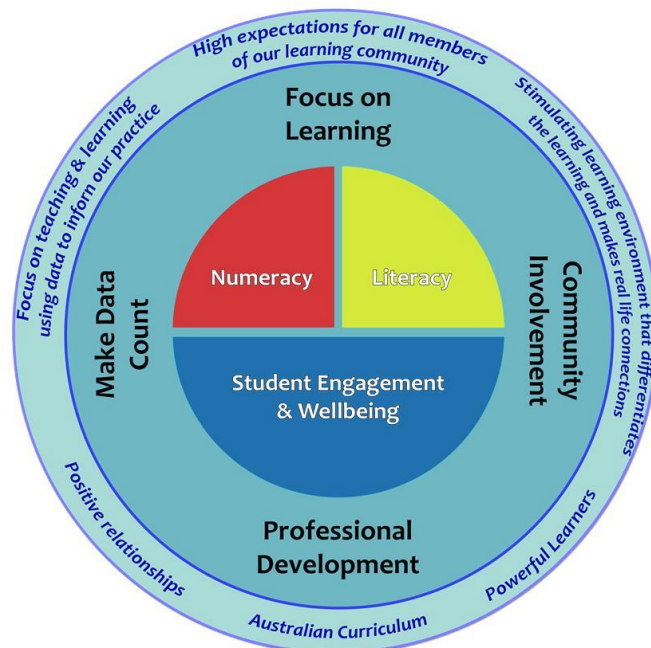 High expectations for all members
of our learning community
Stimulating learning environment that differentiates
the learning and makes real life connections
Powerful Learners
Australian Curriculum
Positive relationships
Focus on teaching & learning
using data to inforn our practice
Focus on
Learning
Community
Involvement
Professional
Development
Make Data
Count
Numeracy
Literacy
Student Engagement
& Wellbeing